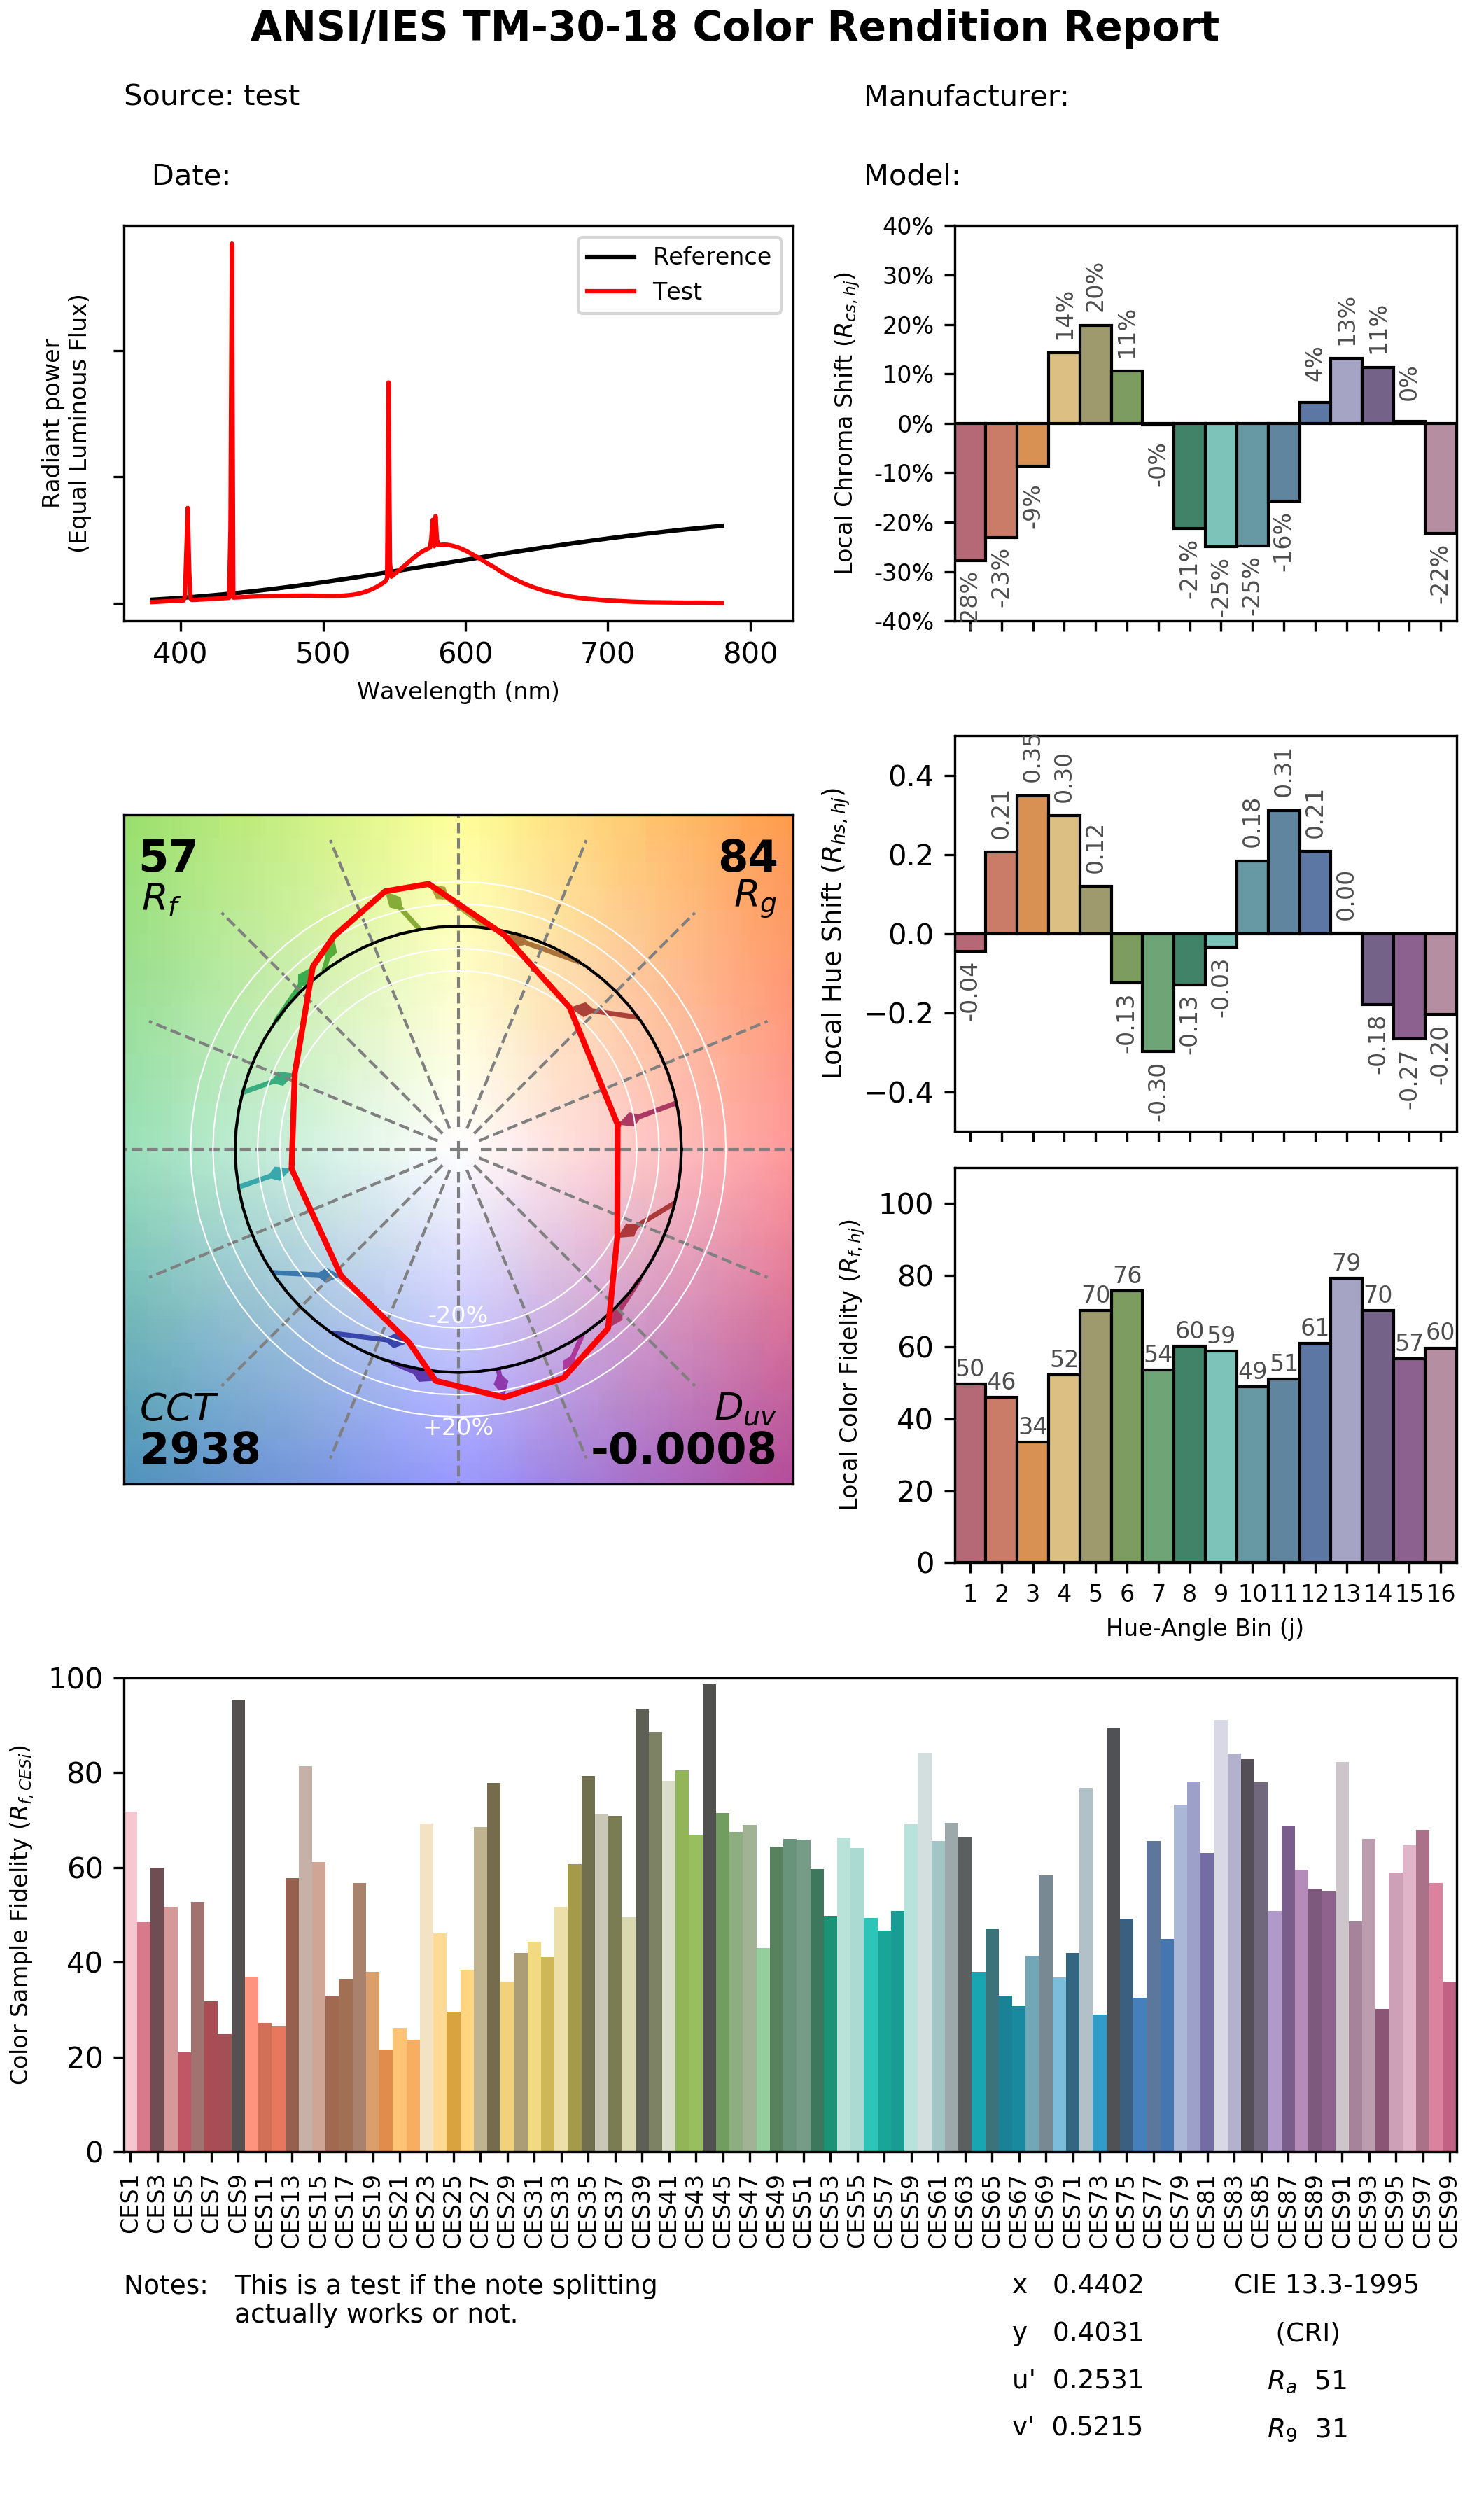 ANSI/IES TM-30-18 Color Rendition Report
Source: test
Manufacturer:
Date:
Model:
Radiant power
(Equal Luminous Flux)
Reference
Test
400 500 600 700 800
Wavelength (nm)
Local Chroma Shift (Rcs,hj)
40%
30%
20%
10%
0%
-10%
-20%
-30%
-40%
28% -23% -9% 14% 20% 11% -0% -21% -25% -25% -16% 4% 13% 11% 0% -22%
57
Rf
84
Rg
-20%
+20%
CCT
2938
Duv
-0.0008
Local Hue Shift (Rhs,hj)
0.4
0.2
0.0
−0.2
−0.4
-0.04 0.21 0.35 0.30 0.12 -0.13 -0.30 -0.13 -0.03 0.18 0.31 0.21 0.00 -0.18 -0.27 -0.20
Local Color Fidelity (Rf,hj)
100
80
60
40
20
0
50 46 34 52 70 76 54 60 59 49 51 61 79 70 57 60
1 2 3 4 5 6 7 8 9 10 11 12 13 14 15 16
Hue-Angle Bin (j)
Color Sample Fidelity (Rf,CESi)
100
80
60
40
20
0
CES1 CES3 CES5 CES7 CES9 CES11 CES13 CES15 CES17 CES19 CES21 CES23 CES25 CES27 CES29 CES31 CES33 CES35 CES37 CES39 CES41 CES43 CES45 CES47 CES49 CES51 CES53 CES55 CES57 CES59 CES61 CES63 CES65 CES67 CES69 CES71 CES73 CES75 CES77 CES79 CES81 CES83 CES85 CES87 CES89 CES91 CES93 CES95 CES97 CES99
Notes: This is a test if the note splitting
actually works or not.
x 0.4402
y 0.4031
u' 0.2531
v' 0.5215
CIE 13.3-1995
(CRI)
Ra 51
R9 31